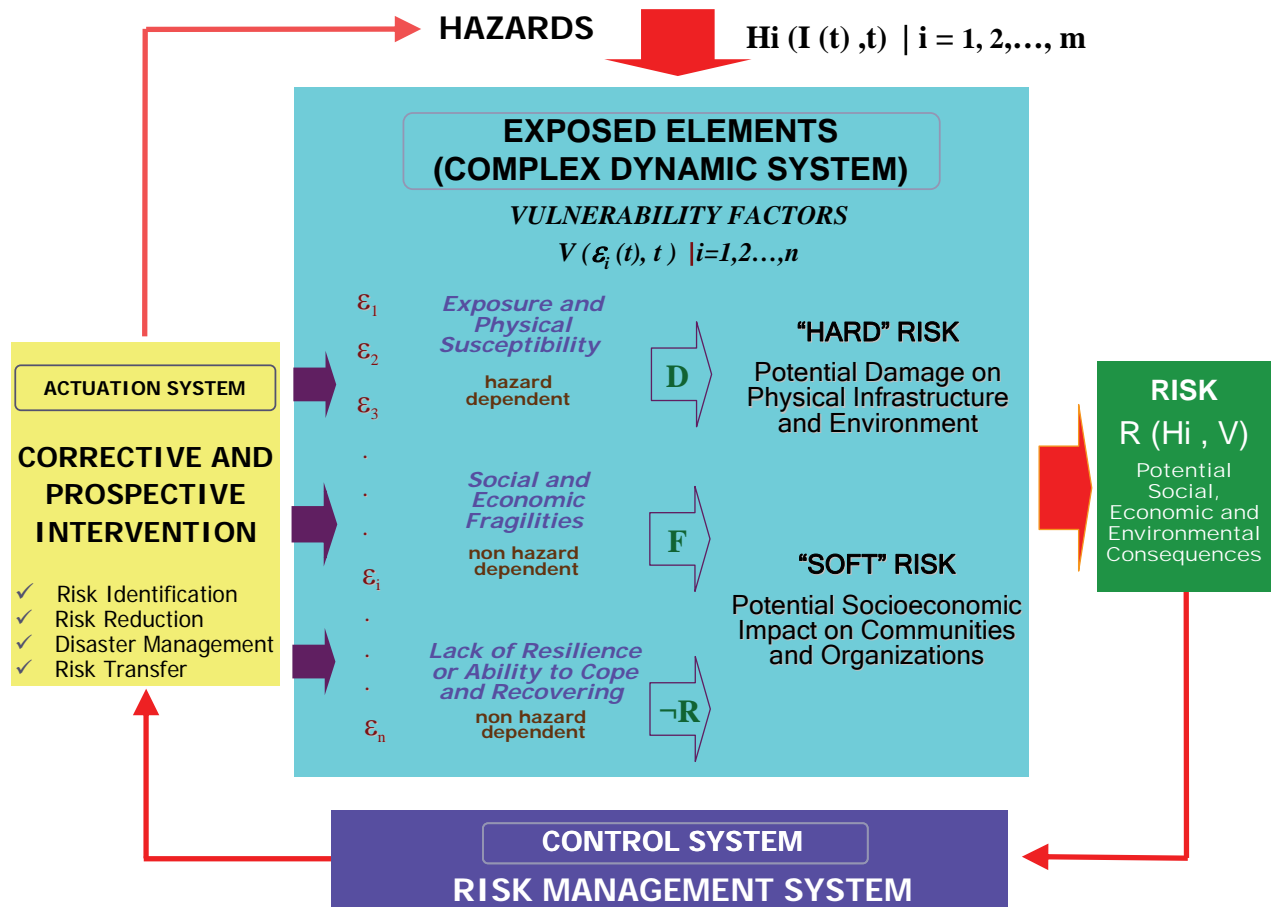 HAZARDS
Hi (I (t) ,t) | i = 1, 2,…, m
EXPOSED ELEMENTS
(COMPLEX DYNAMIC SYSTEM)
VULNERABILITY FACTORS
V (εi (t), t ) |i=1,2…,n
ε1
ε2
ε3
.
.
.
εi
.
.
.
εn
Exposure and
Physical
Susceptibility
hazard
dependent
D
"HARD" RISK
Potential Damage on
Physical Infrastructure
and Environment
Social and
Economic
Fragilities
non hazard
dependent
F
"SOFT" RISK
Potential Socioeconomic
Impact on Communities
and Organizations
Lack of Resilience
or Ability to Cope
and Recovering
non hazard
dependent
¬R
ACTUATION SYSTEM
CORRECTIVE AND
PROSPECTIVE
INTERVENTION
✓ Risk Identification
✓ Risk Reduction
✓ Disaster Management
✓ Risk Transfer
RISK
R (Hi , V)
Potential
Social,
Economic and
Environmental
Consequences
CONTROL SYSTEM
RISK MANAGEMENT SYSTEM